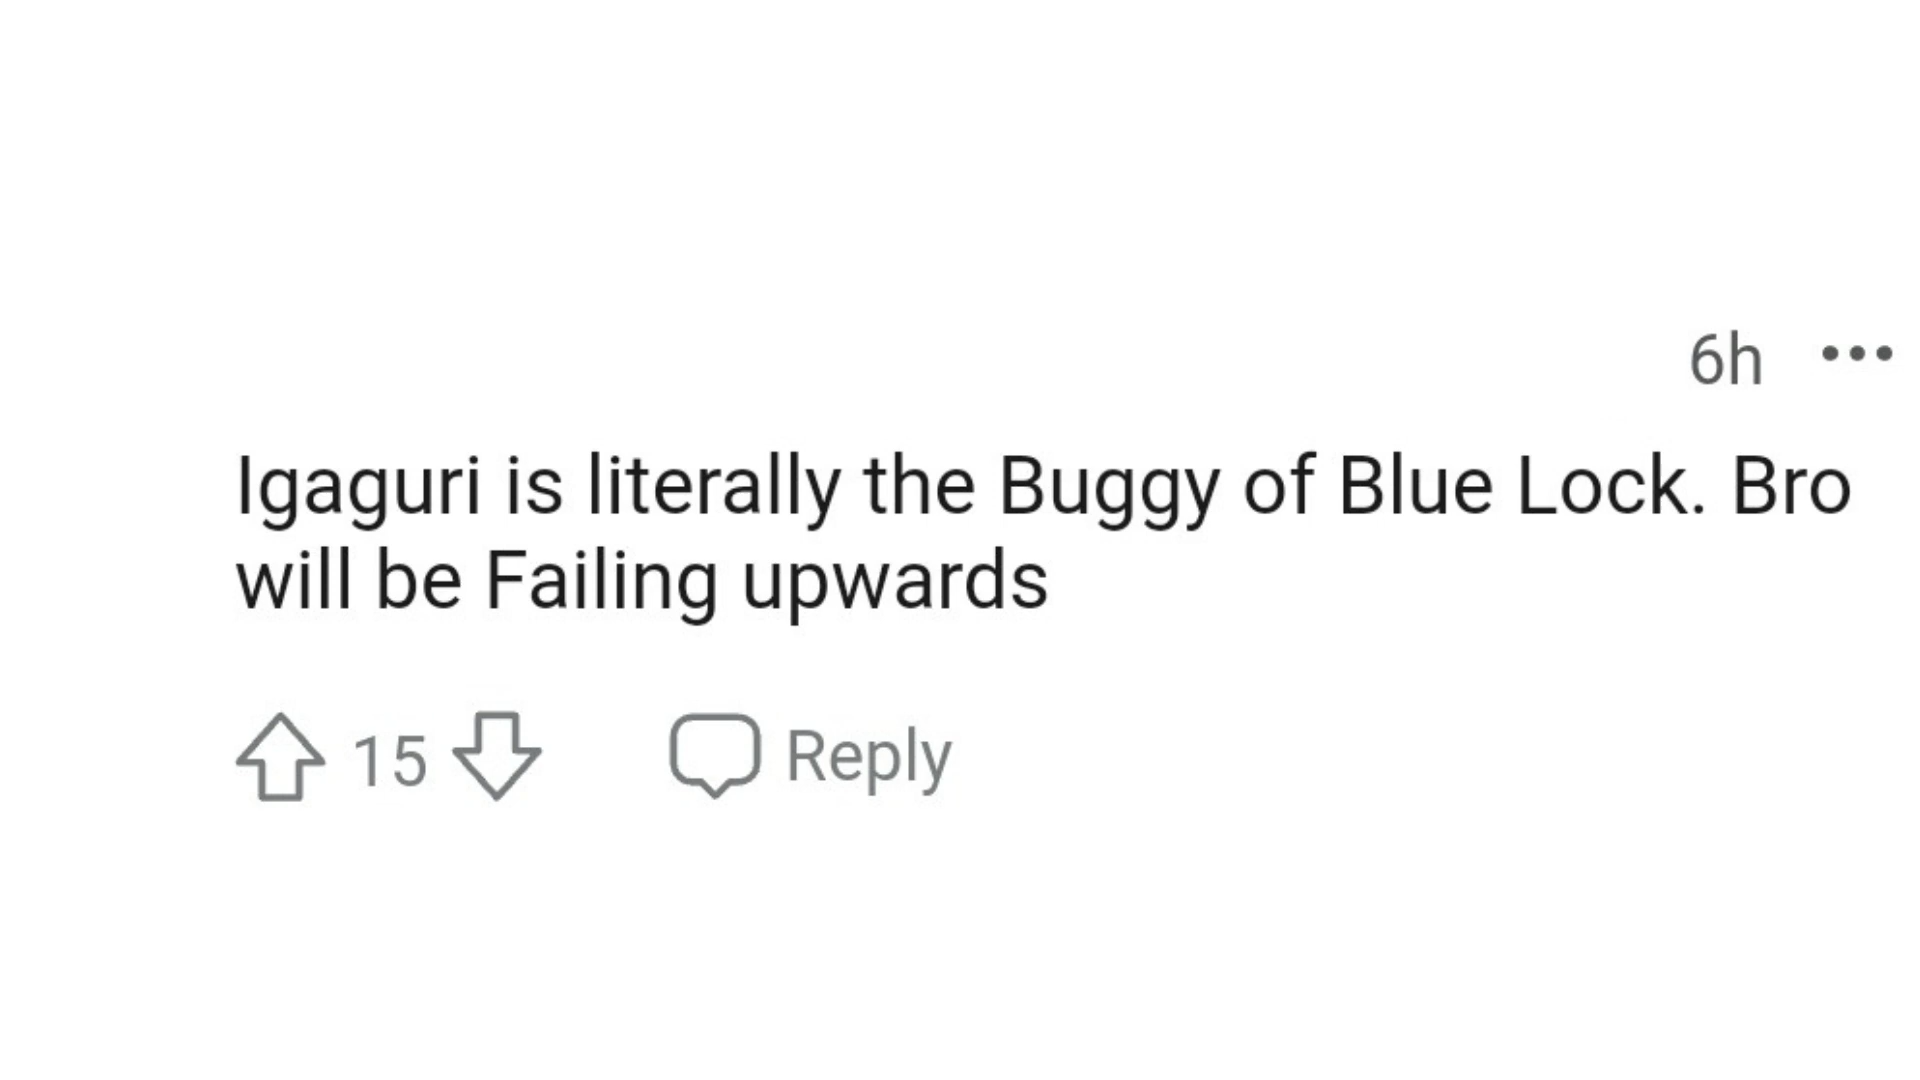 6h
Igaguri is literally the Buggy of Blue Lock. Bro
will be Failing upwards
15 Reply